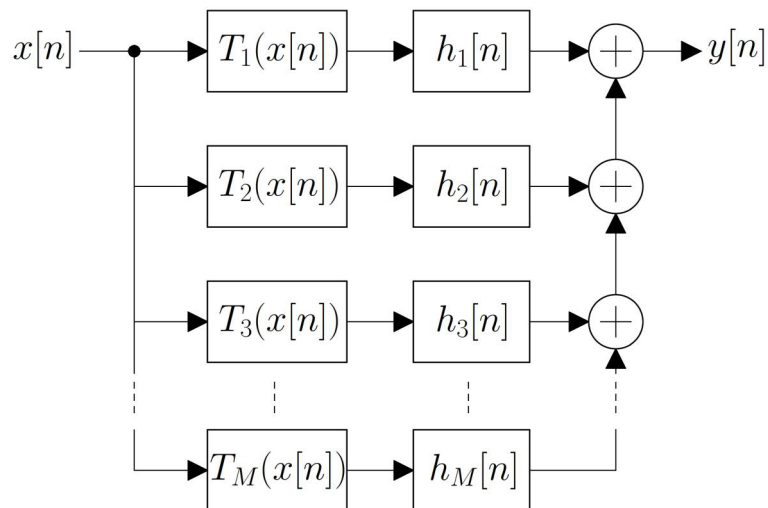 x[n] T_1(x[n]) h_1[n] + y[n]
T_2(x[n]) h_2[n] +
T_3(x[n]) h_3[n] +
T_M(x[n]) h_M[n]